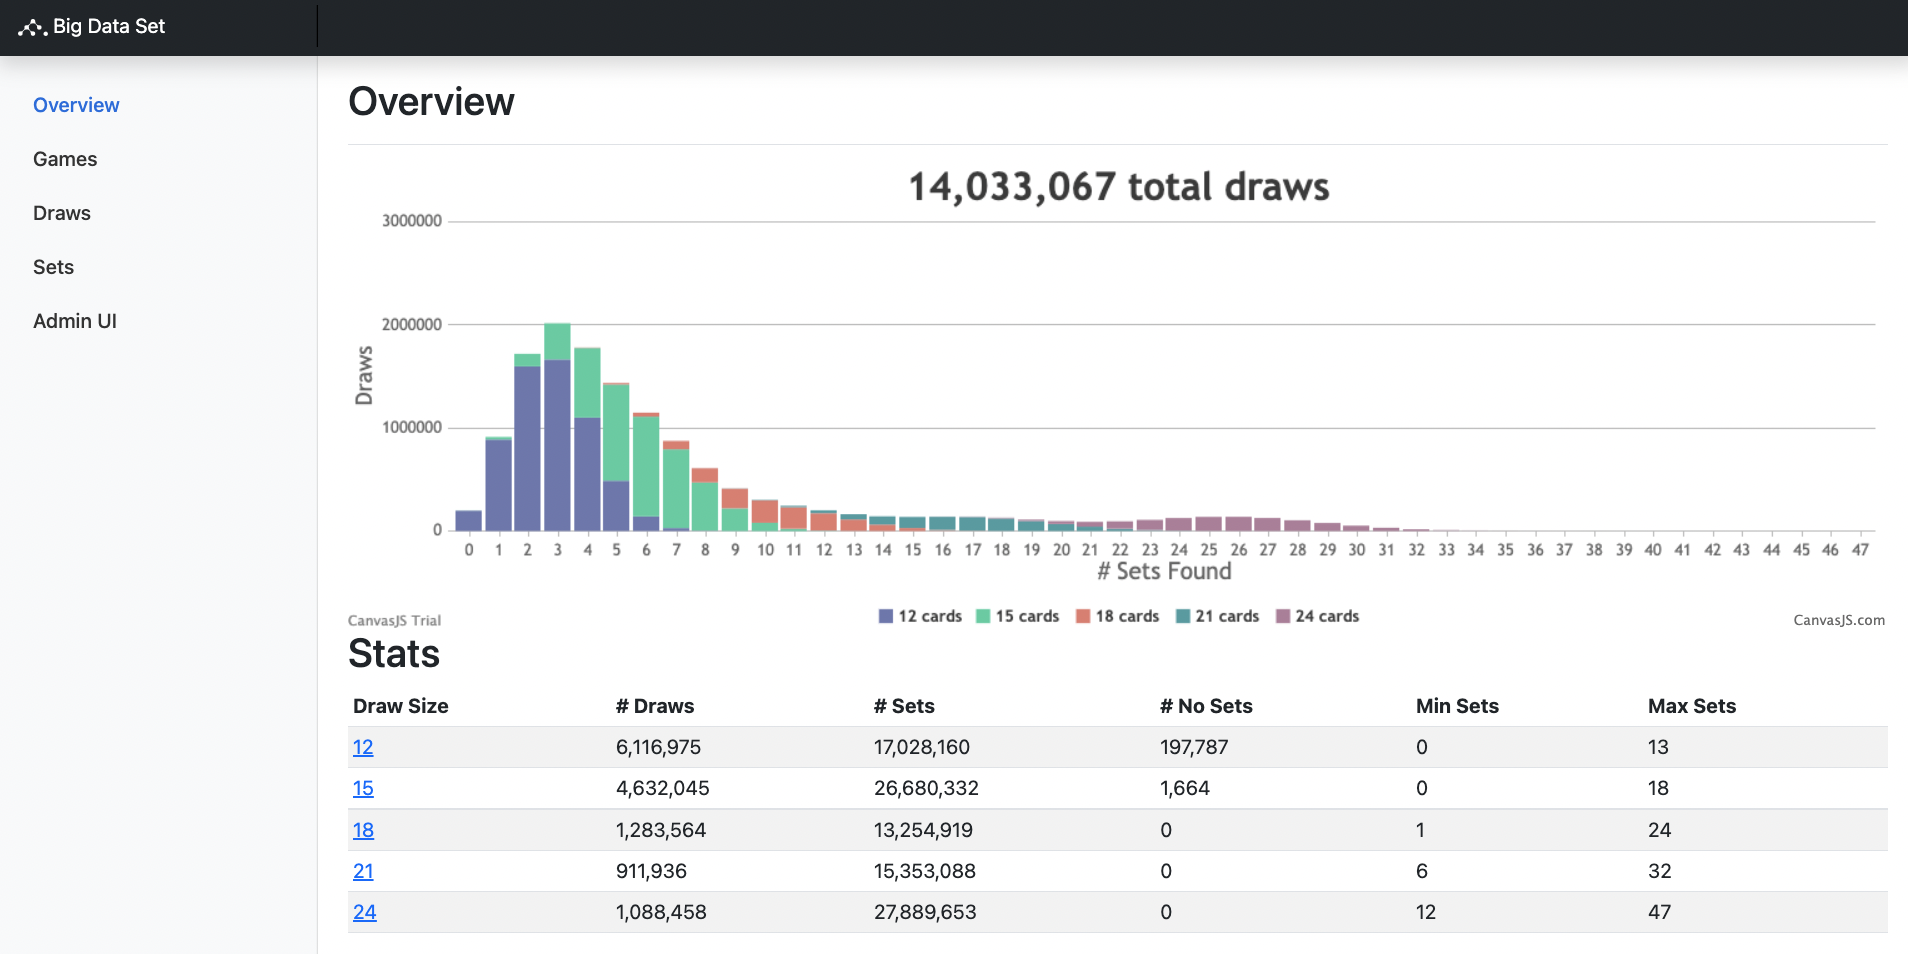 Big Data Set
Overview
Games
Draws
Sets
Admin UI
Overview
14,033,067 total draws
3000000
2000000
1000000
0
Draws
0 1 2 3 4 5 6 7 8 9 10 11 12 13 14 15 16 17 18 19 20 21 22 23 24 25 26 27 28 29 30 31 32 33 34 35 36 37 38 39 40 41 42 43 44 45 46 47
# Sets Found
12 cards 15 cards 18 cards 21 cards 24 cards
CanvasJS Trial
CanvasJS.com
Stats
Draw Size # Draws # Sets # No Sets Min Sets Max Sets
12 6,116,975 17,028,160 197,787 0 13
15 4,632,045 26,680,332 1,664 0 18
18 1,283,564 13,254,919 0 1 24
21 911,936 15,353,088 0 6 32
24 1,088,458 27,889,653 0 12 47